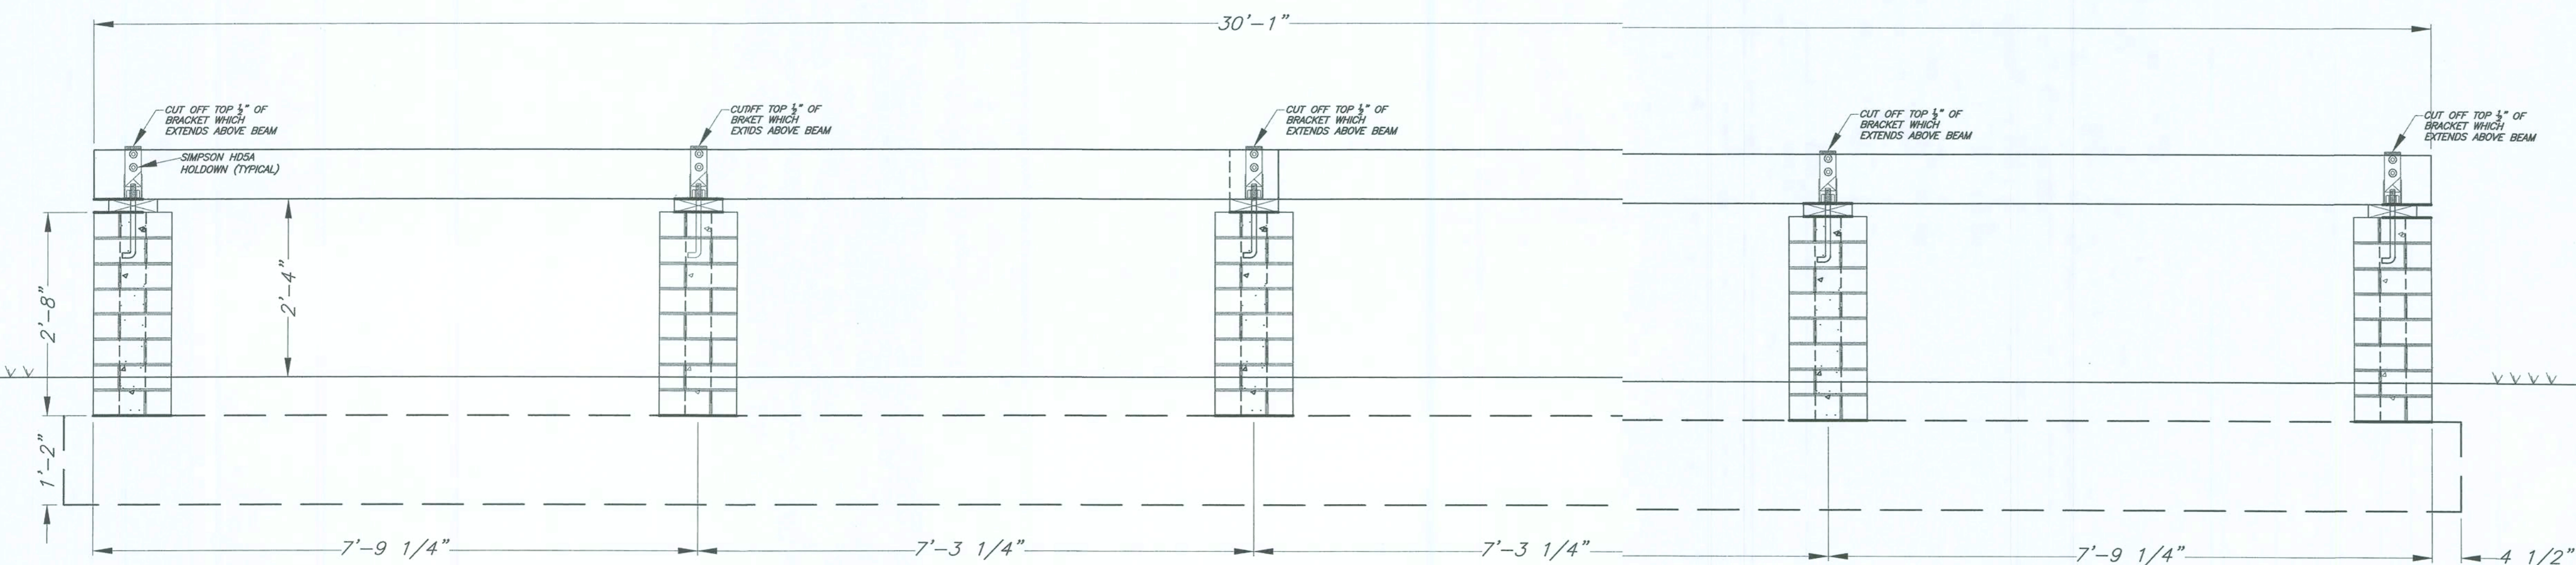 30'-1"
CUT OFF TOP ½" OF
BRACKET WHICH
EXTENDS ABOVE BEAM
SIMPSON HD5A
HOLDOWN (TYPICAL)
CUTIFF TOP ½" OF
BRKET WHICH
EXTIDS ABOVE BEAM
CUT OFF TOP ½" OF
BRACKET WHICH
EXTENDS ABOVE BEAM
CUT OFF TOP ½" OF
BRACKET WHICH
EXTENDS ABOVE BEAM
CUT OFF TOP ½" OF
BRACKET WHICH
EXTENDS ABOVE BEAM
2'-8"
2'-4"
1'-2"
7'-9 1/4"
7'-3 1/4"
7'-3 1/4"
7'-9 1/4"
4 1/2"